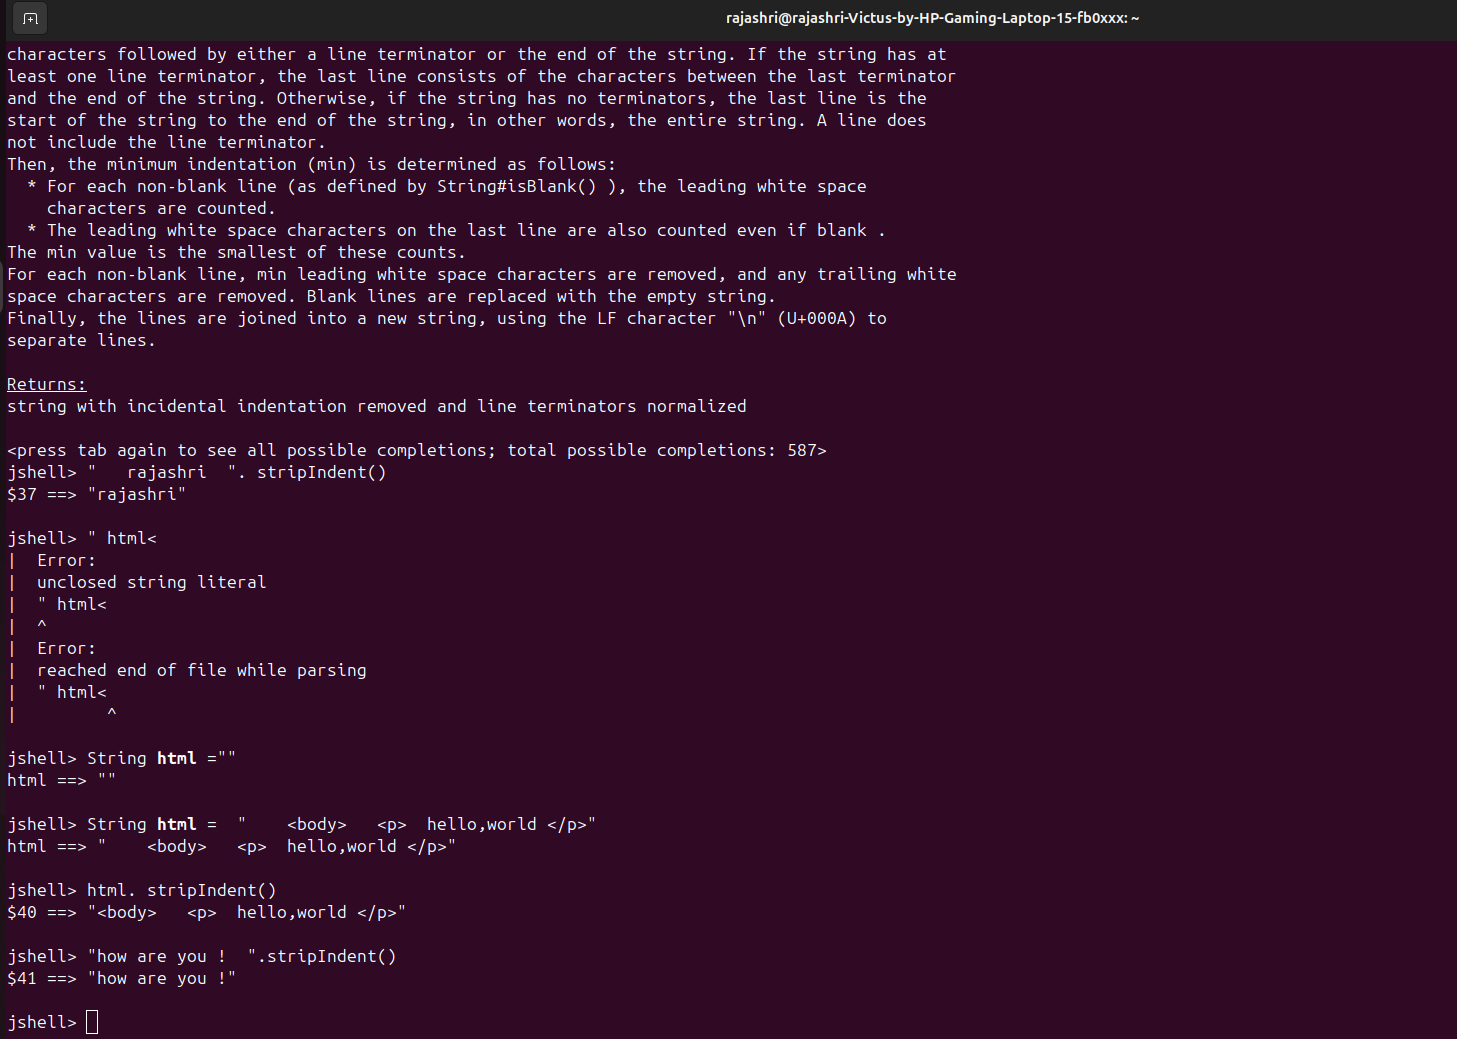 rajashri@rajashri-Victus-by-HP-Gaming-Laptop-15-fb0xxx: ~
characters followed by either a line terminator or the end of the string. If the string has at
least one line terminator, the last line consists of the characters between the last terminator
and the end of the string. Otherwise, if the string has no terminators, the last line is the
start of the string to the end of the string, in other words, the entire string. A line does
not include the line terminator.
Then, the minimum indentation (min) is determined as follows:
  * For each non-blank line (as defined by String#isBlank() ), the leading white space
    characters are counted.
  * The leading white space characters on the last line are also counted even if blank .
The min value is the smallest of these counts.
For each non-blank line, min leading white space characters are removed, and any trailing white
space characters are removed. Blank lines are replaced with the empty string.
Finally, the lines are joined into a new string, using the LF character "\n" (U+000A) to
separate lines.

Returns:
string with incidental indentation removed and line terminators normalized

<press tab again to see all possible completions; total possible completions: 587>
jshell> "   rajashri  ". stripIndent()
$37 ==> "rajashri"

jshell> " html<
|  Error:
|  unclosed string literal
|  " html<
|  ^
|  Error:
|  reached end of file while parsing
|  " html<
|         ^

jshell> String html =""
html ==> ""

jshell> String html =  "    <body>   <p>  hello,world </p>"
html ==> "    <body>   <p>  hello,world </p>"

jshell> html. stripIndent()
$40 ==> "<body>   <p>  hello,world </p>"

jshell> "how are you !  ".stripIndent()
$41 ==> "how are you !"

jshell>